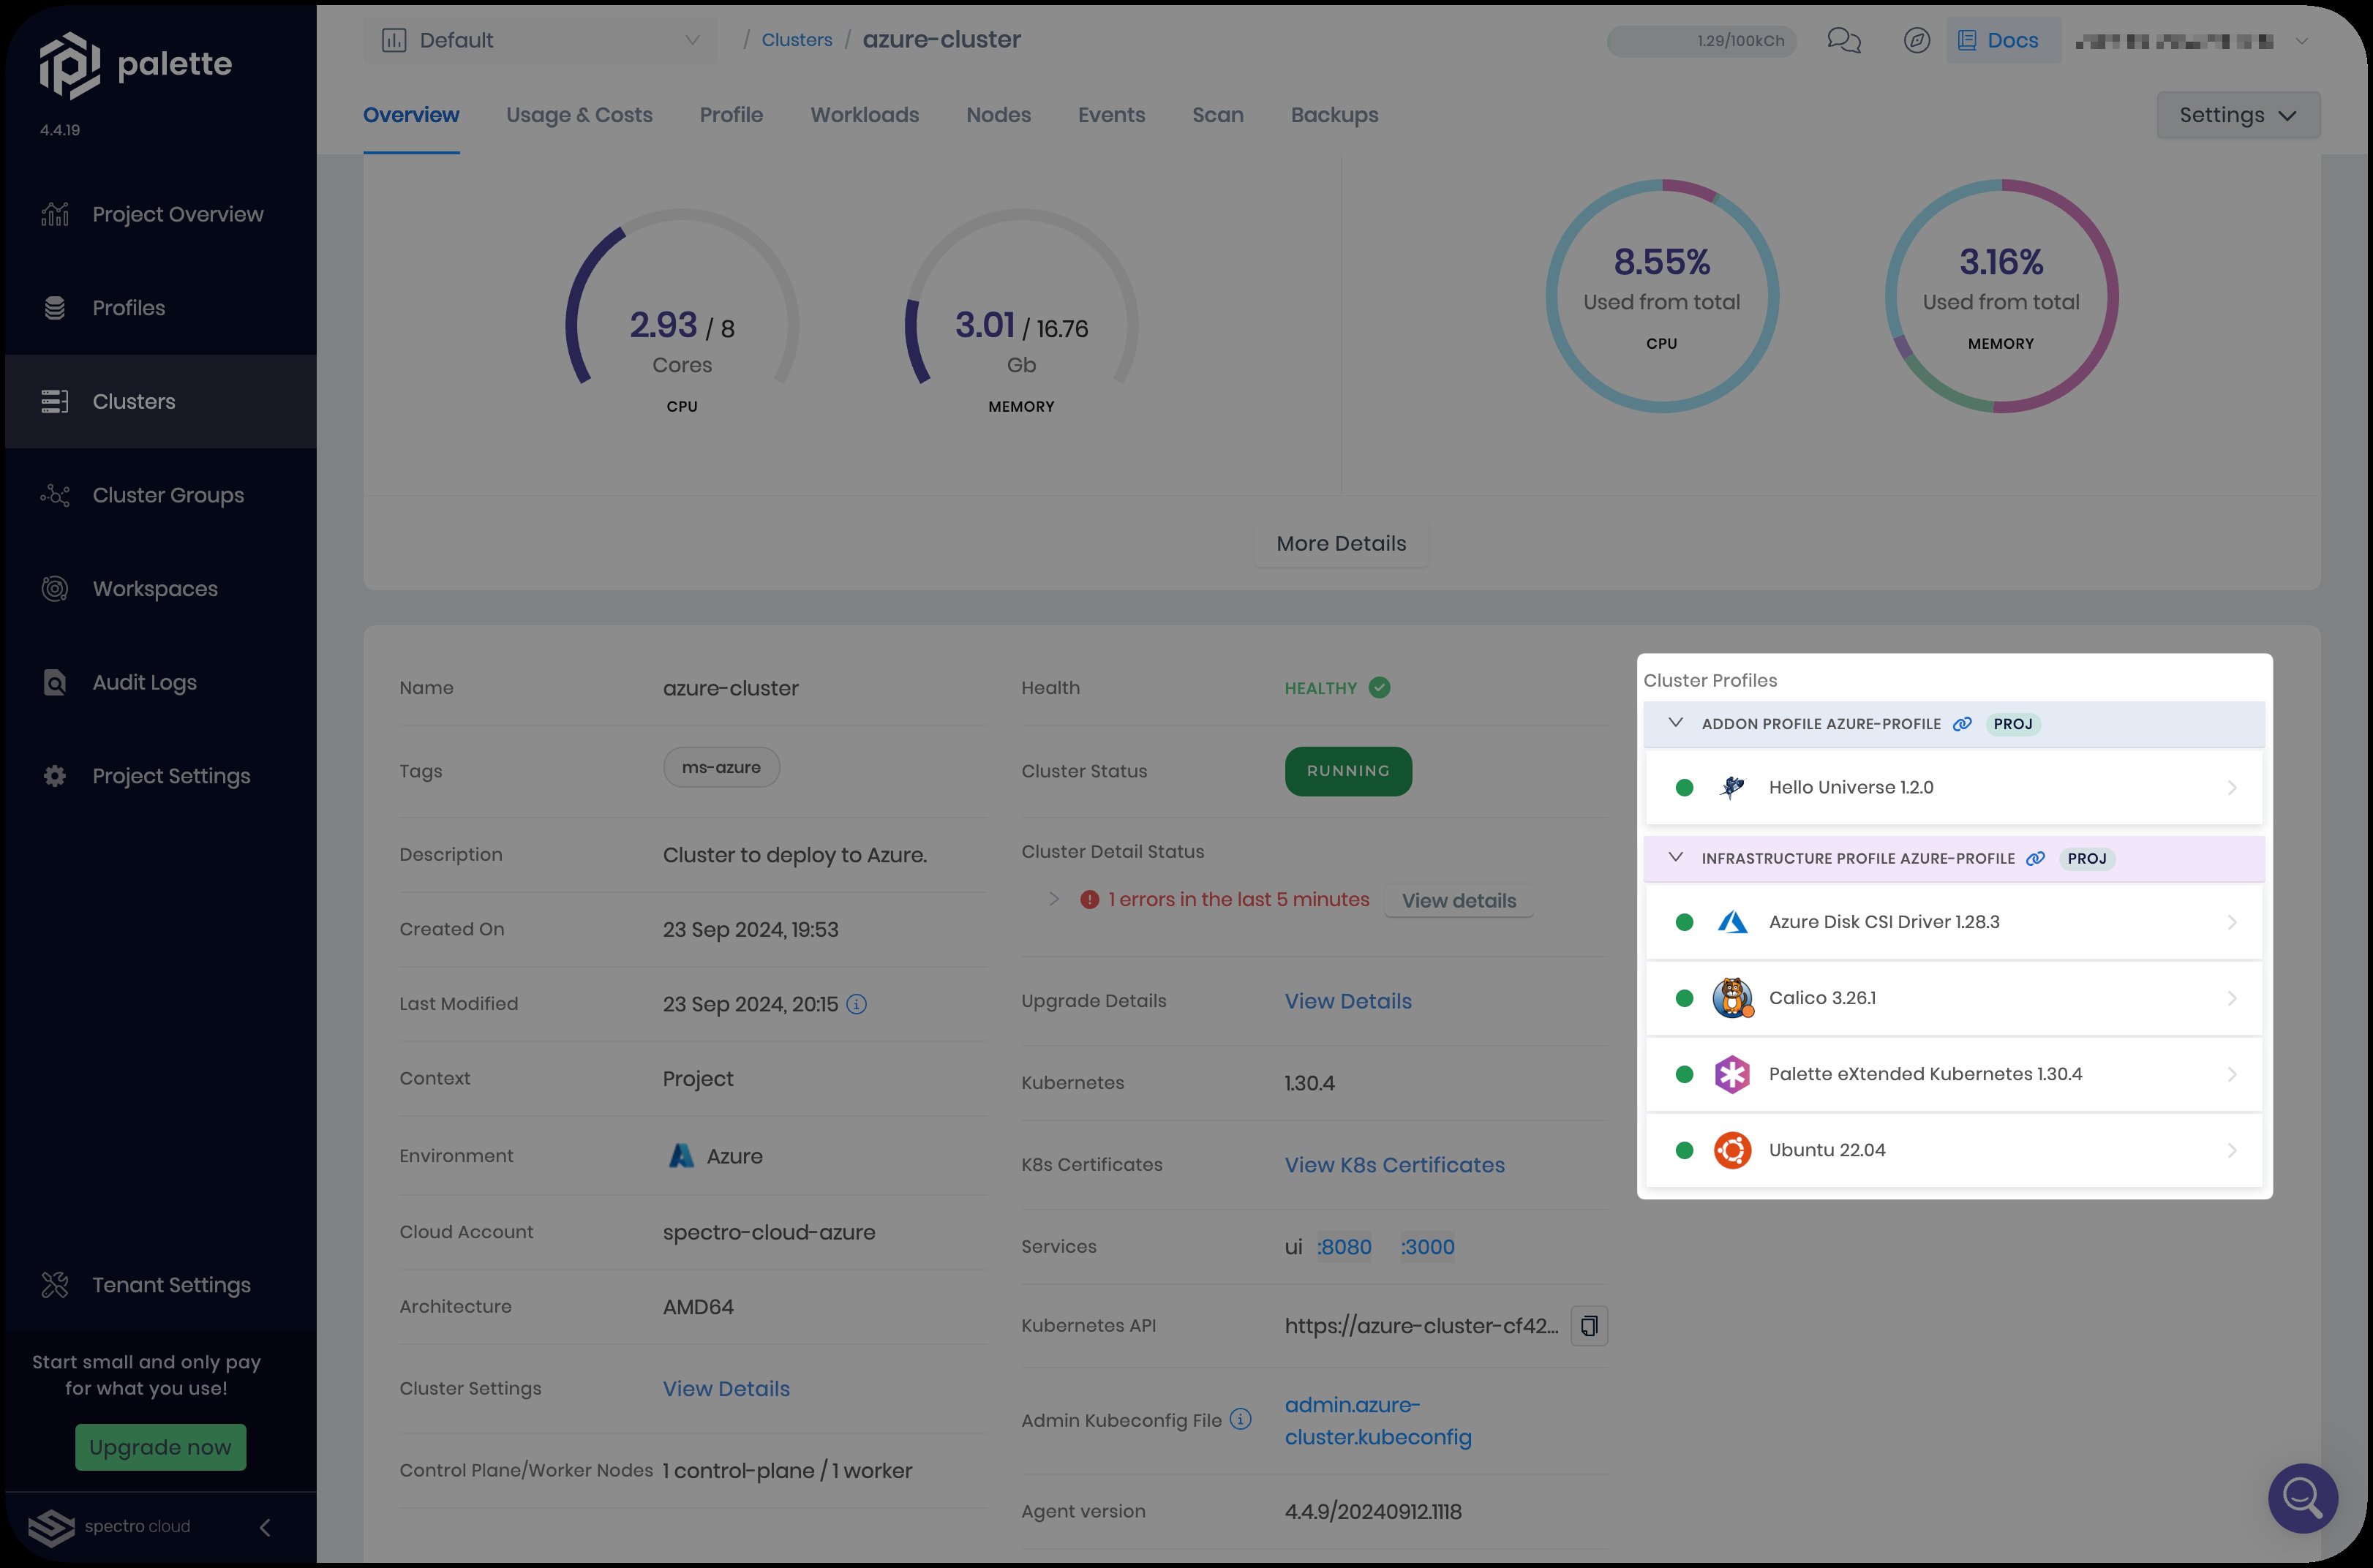 palette
4.4.19
Project Overview
Profiles
Clusters
Cluster Groups
Workspaces
Audit Logs
Project Settings
Tenant Settings
Start small and only pay
for what you use!
Upgrade now
spectro cloud
Default / Clusters / azure-cluster
1.29/100kCh
Docs
Overview Usage & Costs Profile Workloads Nodes Events Scan Backups
Settings
2.93 / 8
Cores
CPU
3.01 / 16.76
Gb
MEMORY
8.55%
Used from total
CPU
3.16%
Used from total
MEMORY
More Details
Name azure-cluster
Tags ms-azure
Description Cluster to deploy to Azure.
Created On 23 Sep 2024, 19:53
Last Modified 23 Sep 2024, 20:15
Context Project
Environment Azure
Cloud Account spectro-cloud-azure
Architecture AMD64
Cluster Settings View Details
Control Plane/Worker Nodes 1 control-plane / 1 worker
Health HEALTHY
Cluster Status RUNNING
Cluster Detail Status
1 errors in the last 5 minutes View details
Upgrade Details View Details
Kubernetes 1.30.4
K8s Certificates View K8s Certificates
Services ui :8080 :3000
Kubernetes API https://azure-cluster-cf42...
Admin Kubeconfig File admin.azure-
cluster.kubeconfig
Agent version 4.4.9/20240912.1118
Cluster Profiles
ADDON PROFILE AZURE-PROFILE PROJ
Hello Universe 1.2.0
INFRASTRUCTURE PROFILE AZURE-PROFILE PROJ
Azure Disk CSI Driver 1.28.3
Calico 3.26.1
Palette eXtended Kubernetes 1.30.4
Ubuntu 22.04